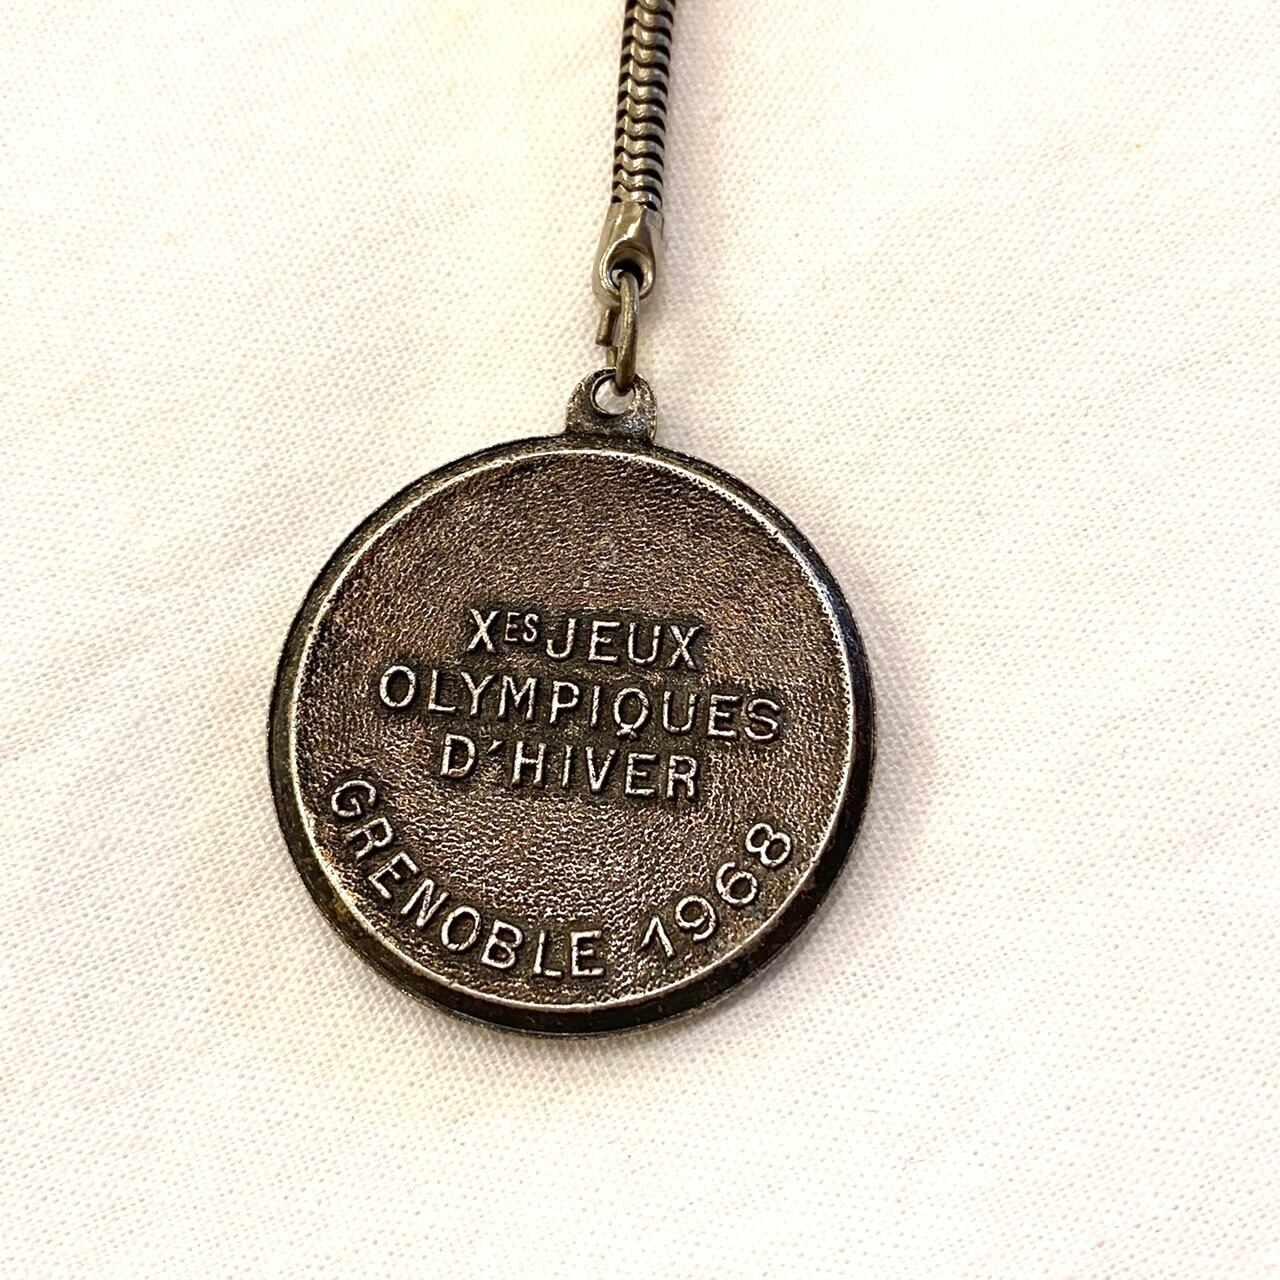 XES JEUX
OLYMPIQUES
D'HIVER
GRENOBLE · 1968